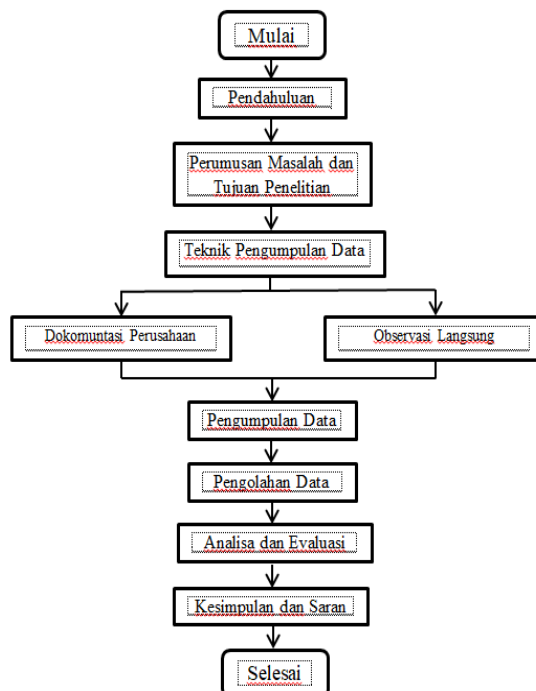 Mulai
Pendahuluan
Perumusan Masalah dan
Tujuan Penelitian
Teknik Pengumpulan Data
Dokomuntasi Perusahaan
Observasi Langsung
Pengumpulan Data
Pengolahan Data
Analisa dan Evaluasi
Kesimpulan dan Saran
Selesai